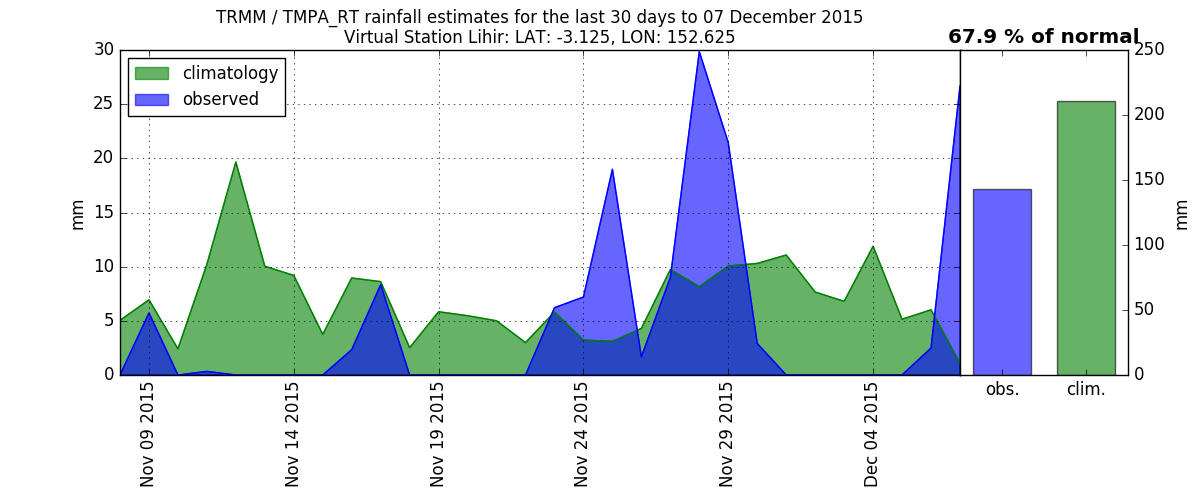 TRMM / TMPA_RT rainfall estimates for the last 30 days to 07 December 2015
Virtual Station Lihir: LAT: -3.125, LON: 152.625
67.9 % of normal
climatology
observed
30
25
20
15
10
5
0
mm
Nov 09 2015
Nov 14 2015
Nov 19 2015
Nov 24 2015
Nov 29 2015
Dec 04 2015
250
200
150
100
50
0
mm
obs.
clim.